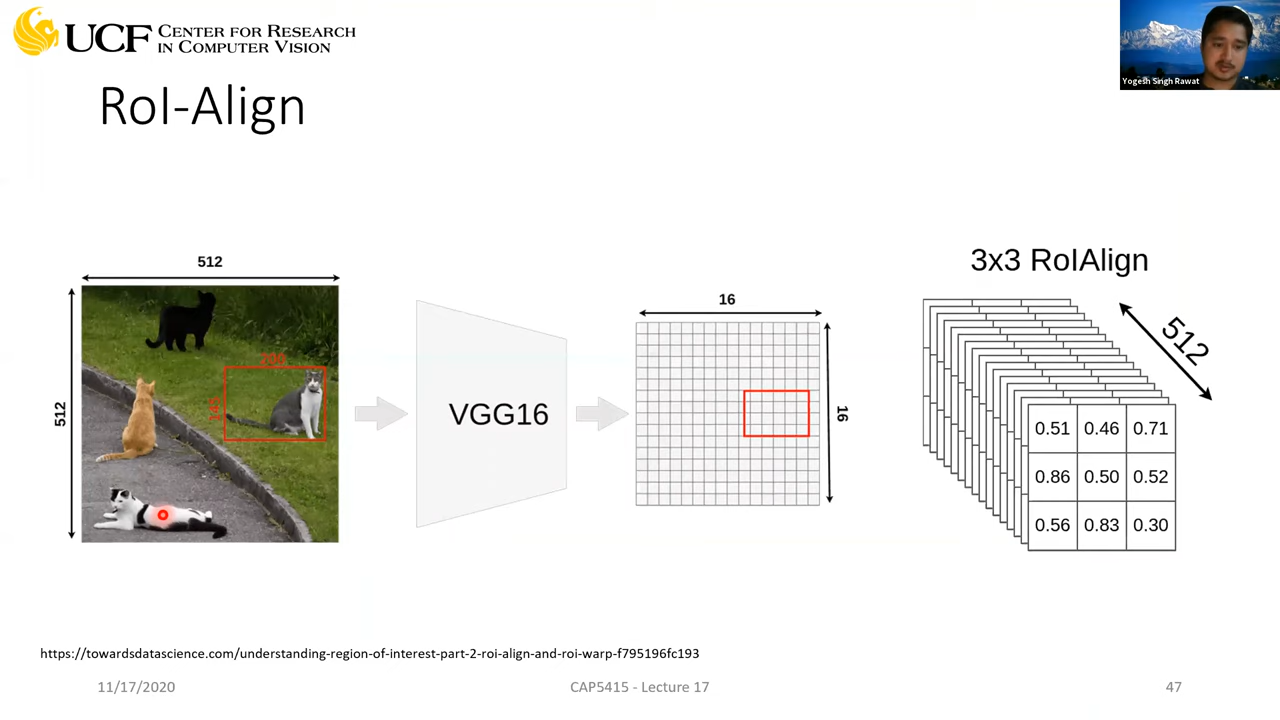 UCF CENTER FOR RESEARCH
IN COMPUTER VISION
Yogesh Singh Rawat
RoI-Align
512
512
200
145
VGG16
16
16
3x3 RoIAlign
512
0.51 0.46 0.71
0.86 0.50 0.52
0.56 0.83 0.30
https://towardsdatascience.com/understanding-region-of-interest-part-2-roi-align-and-roi-warp-f795196fc193
11/17/2020
CAP5415 - Lecture 17
47